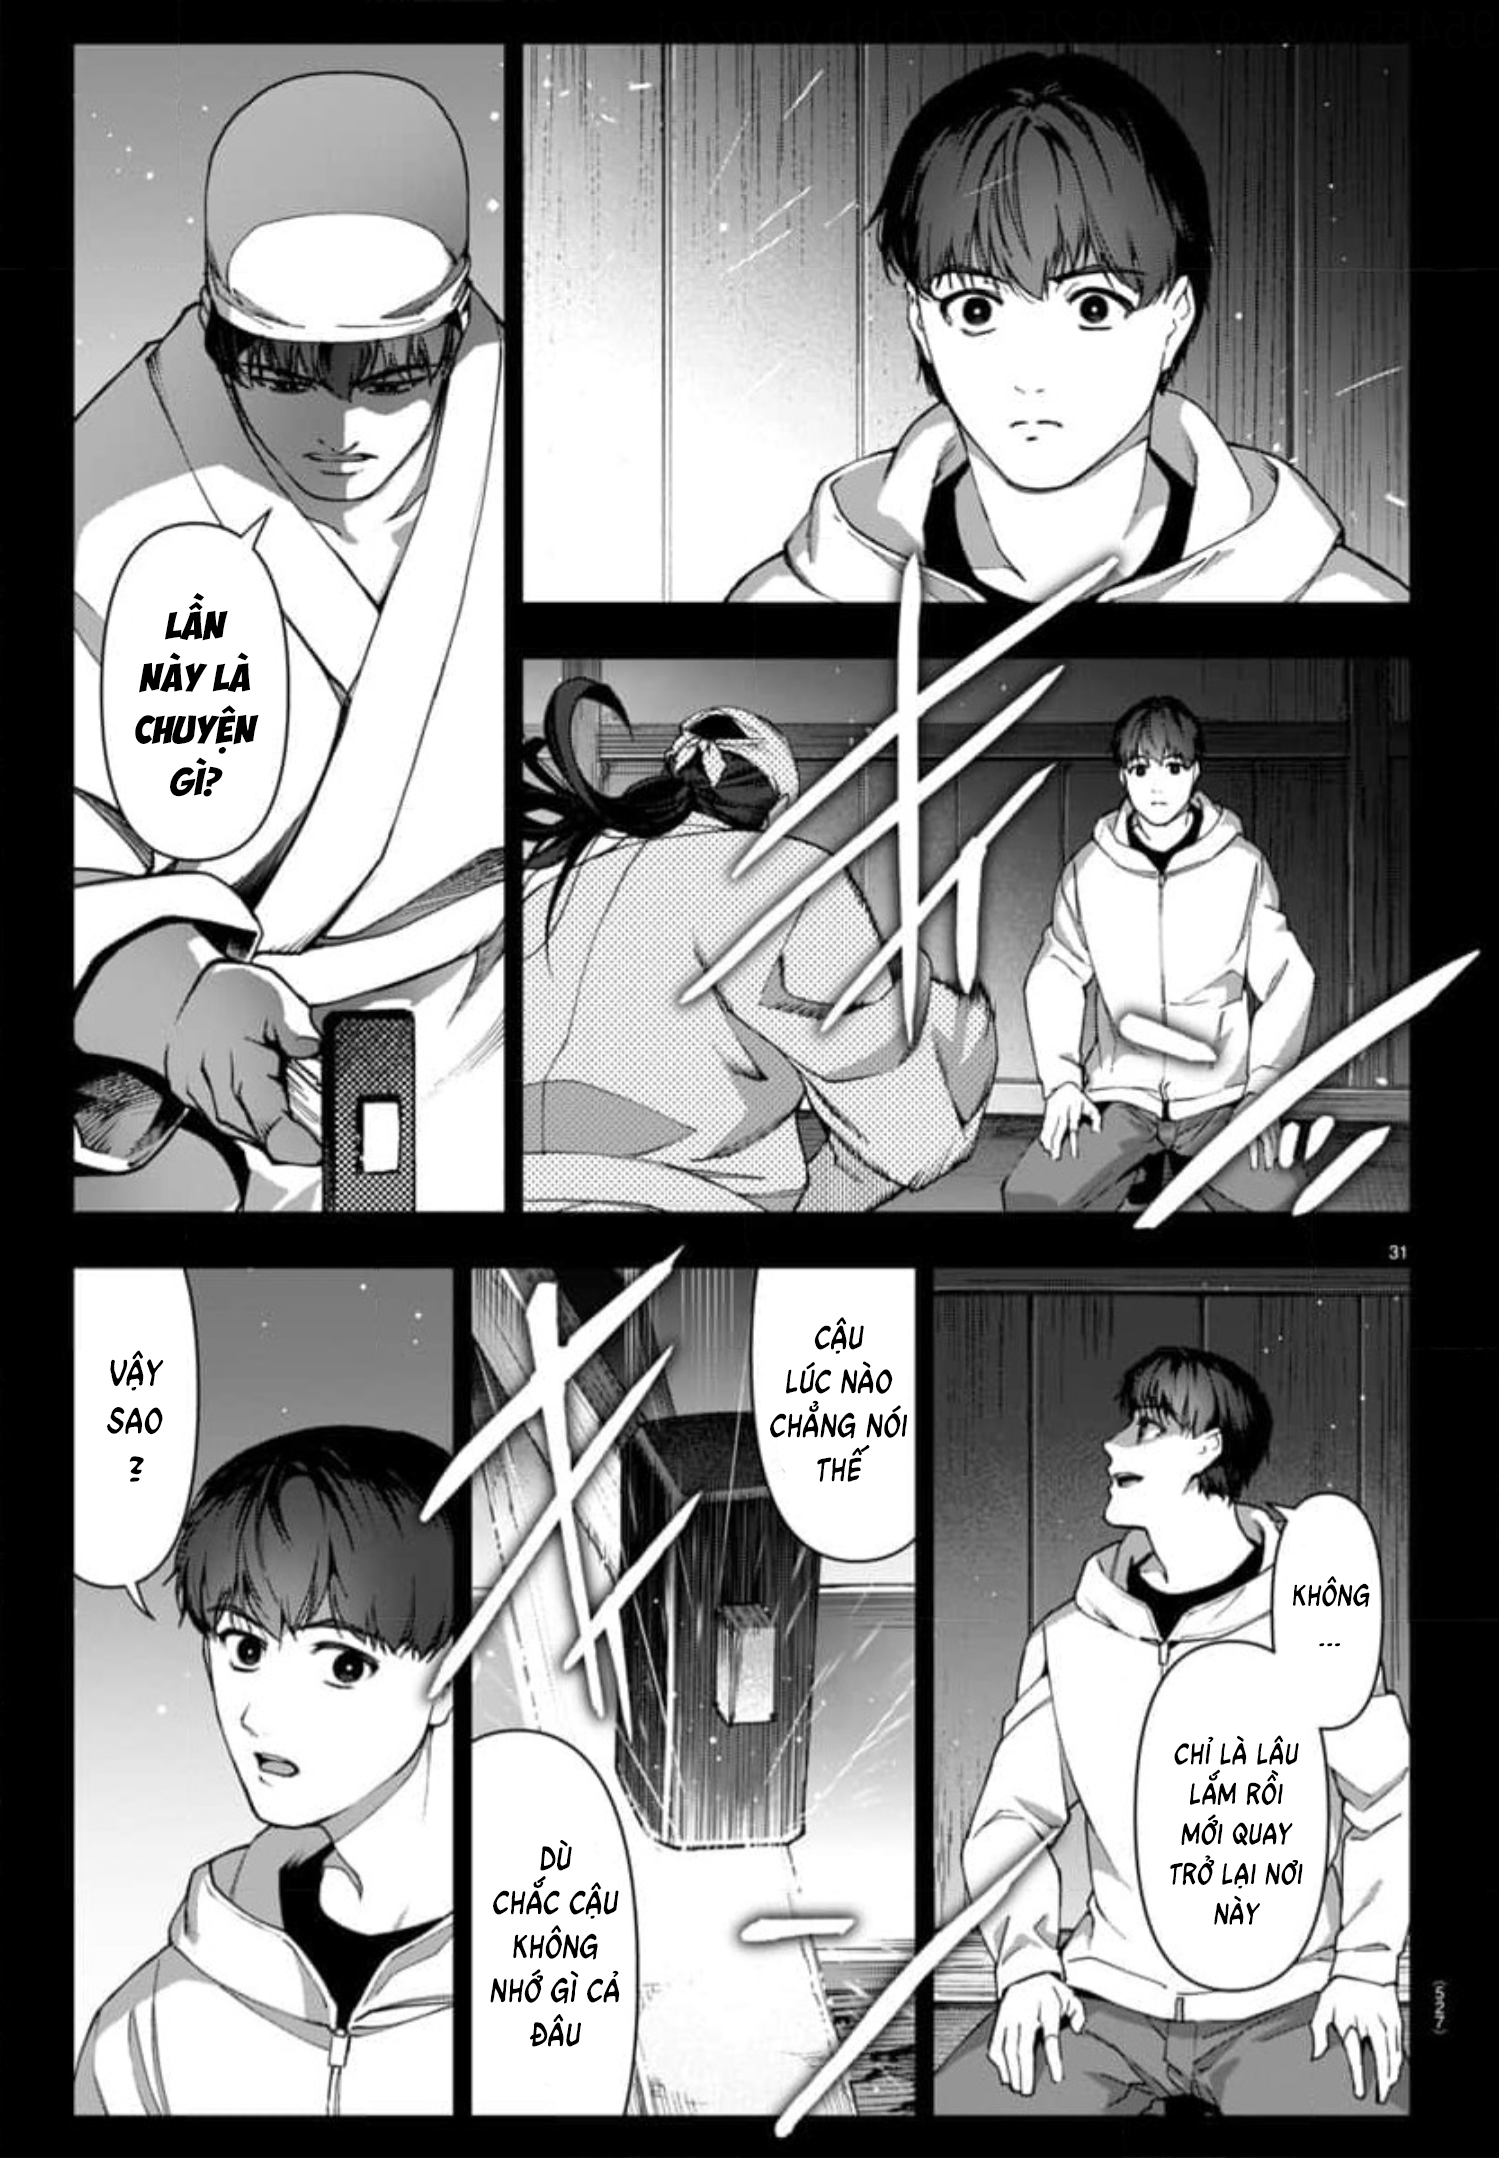 LẦN
NÀY LÀ
CHUYỆN
GÌ?
31
KHÔNG
...
CHỈ LÀ LÂU
LẮM RỒI
MỚI QUAY
TRỞ LẠI NƠI
NÀY
CẬU
LÚC NÀO
CHẲNG NÓI
THẾ
DÙ
CHẮC CẬU
KHÔNG
NHỚ GÌ CẢ
ĐÂU
VẬY
SAO
?
(527)